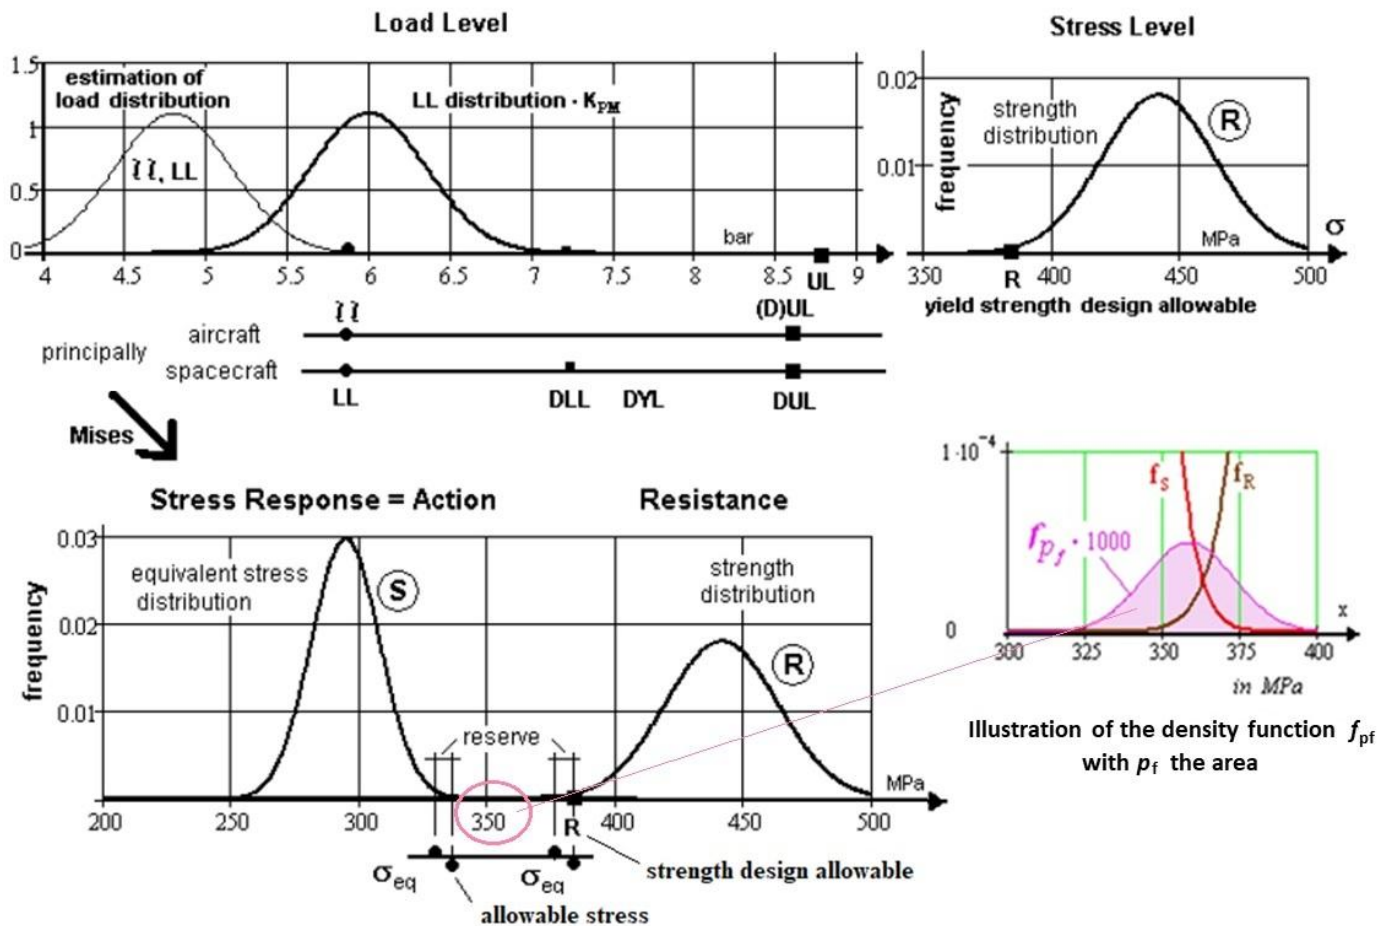 Load Level
1.5
1
0.5
0
estimation of
load distribution
LL distribution · K_PM
, LL
bar
4 4.5 5 5.5 6 6.5 7 7.5 8 8.5 9
UL
(D)UL
principally
aircraft
spacecraft
LL DLL DYL DUL
Mises
Stress Level
0.02
0.01
frequency
strength
distribution
R
MPa
σ
350 400 450 500
R
yield strength design allowable
Stress Response = Action
Resistance
0.03
0.02
0.01
frequency
equivalent stress
distribution
S
strength
distribution
R
reserve
MPa
200 250 300 350 400 450 500
R
σeq
σeq
strength design allowable
allowable stress
1·10⁻⁴
0
f_S
f_R
f_pf · 1000
x
300 325 350 375 400
in MPa
Illustration of the density function f_pf
with p_f the area